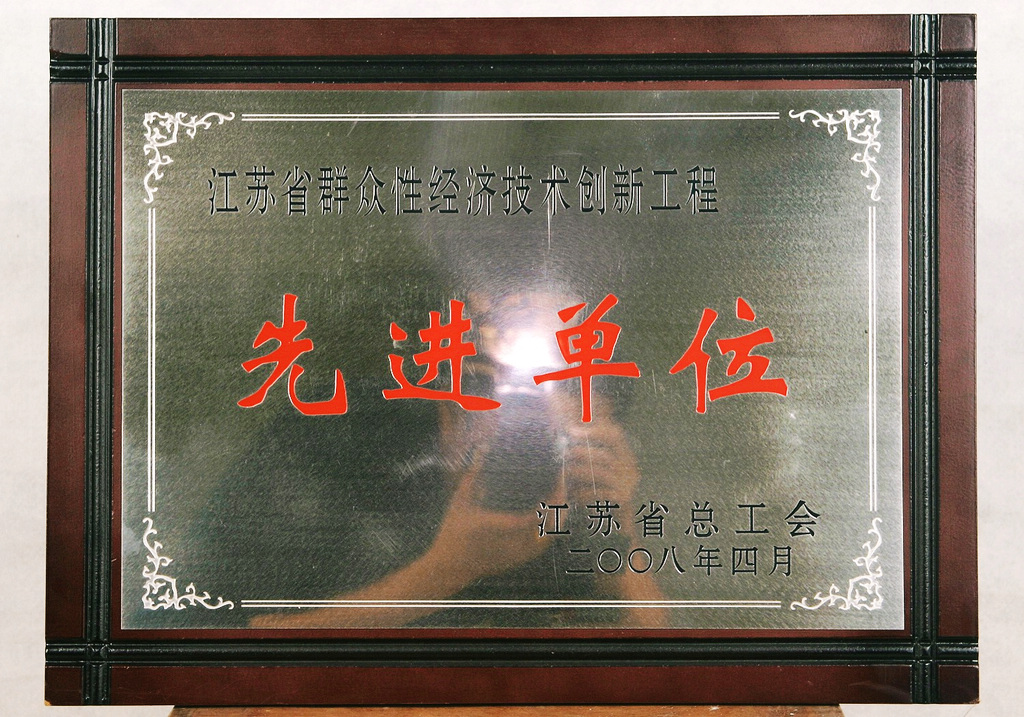 江苏省群众性经济技术创新工程
先进单位
江苏省总工会
二〇〇八年四月